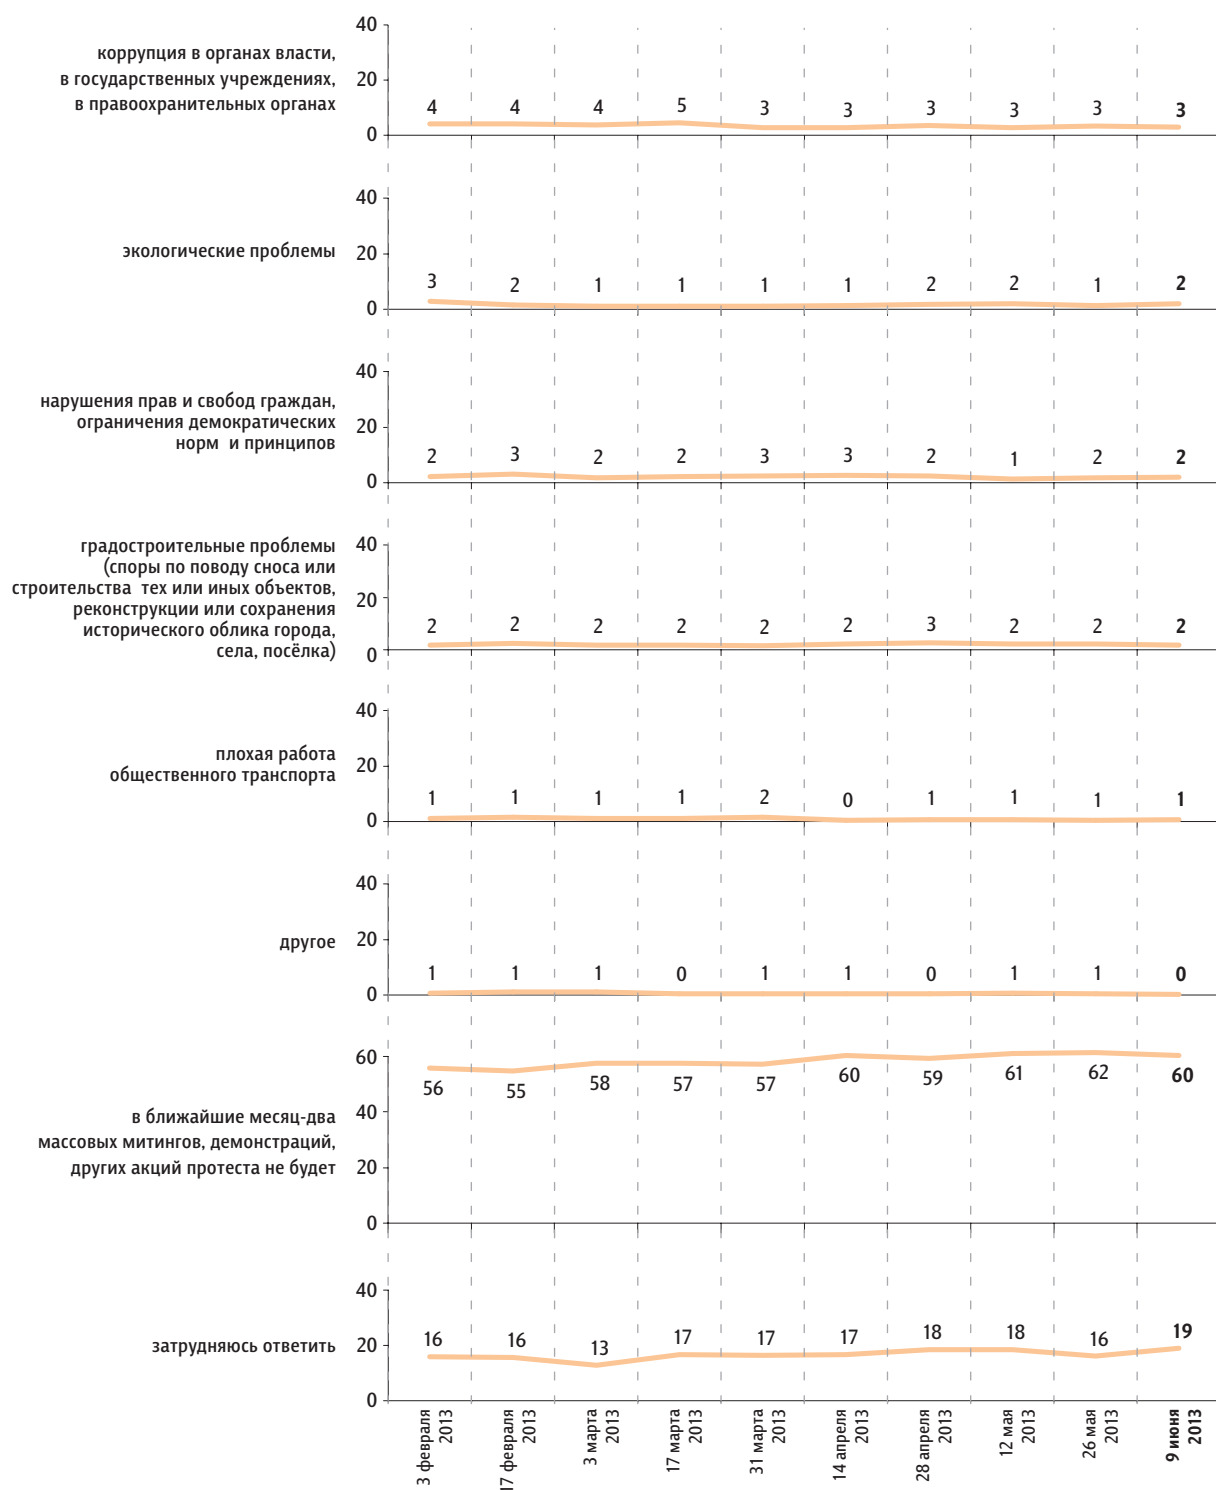 40
коррупция в органах власти,
в государственных учреждениях,
в правоохранительных органах
20
4 4 4 5 3 3 3 3 3 3
0
40
экологические проблемы
20
3 2 1 1 1 1 2 2 1 2
0
40
нарушения прав и свобод граждан,
ограничения демократических
норм и принципов
20
2 3 2 2 3 3 2 1 2 2
0
градостроительные проблемы
(споры по поводу сноса или
строительства тех или иных объектов,
реконструкции или сохранения
исторического облика города,
села, посёлка)
40
20
2 2 2 2 2 2 3 2 2 2
0
40
плохая работа
общественного транспорта
20
1 1 1 1 2 0 1 1 1 1
0
40
другое
20
1 1 1 0 1 1 0 1 1 0
0
60
56 55 58 57 57 60 59 61 62 60
40
в ближайшие месяц-два
массовых митингов, демонстраций,
других акций протеста не будет
20
0
40
затрудняюсь ответить
20
16 16 13 17 17 17 18 18 16 19
0
3 февраля
2013
17 февраля
2013
3 марта
2013
17 марта
2013
31 марта
2013
14 апреля
2013
28 апреля
2013
12 мая
2013
26 мая
2013
9 июня
2013